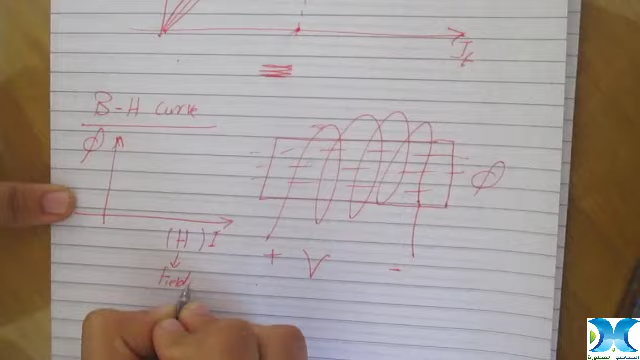 If
B-H curve
φ
φ
(H) I
Field
+ V -